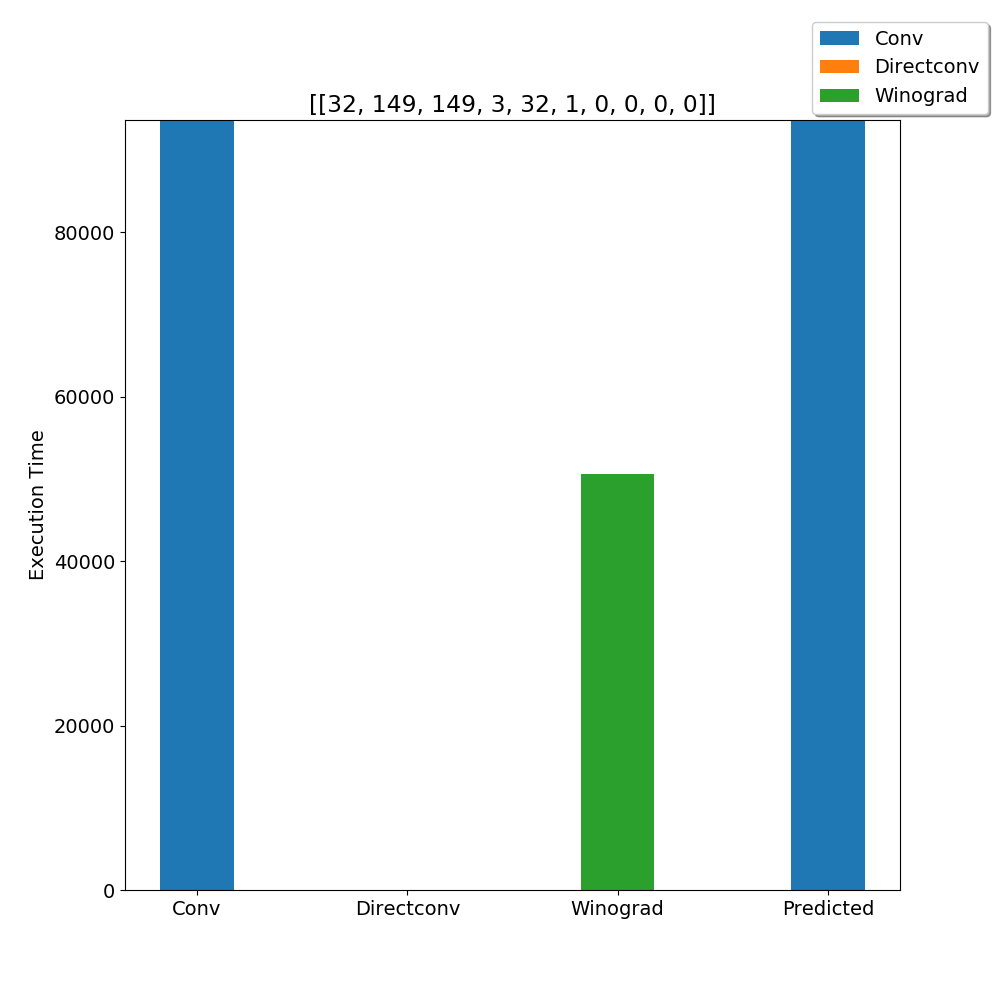 Conv
Directconv
Winograd
[[32, 149, 149, 3, 32, 1, 0, 0, 0, 0]]
80000
60000
40000
20000
0
Execution Time
Conv Directconv Winograd Predicted